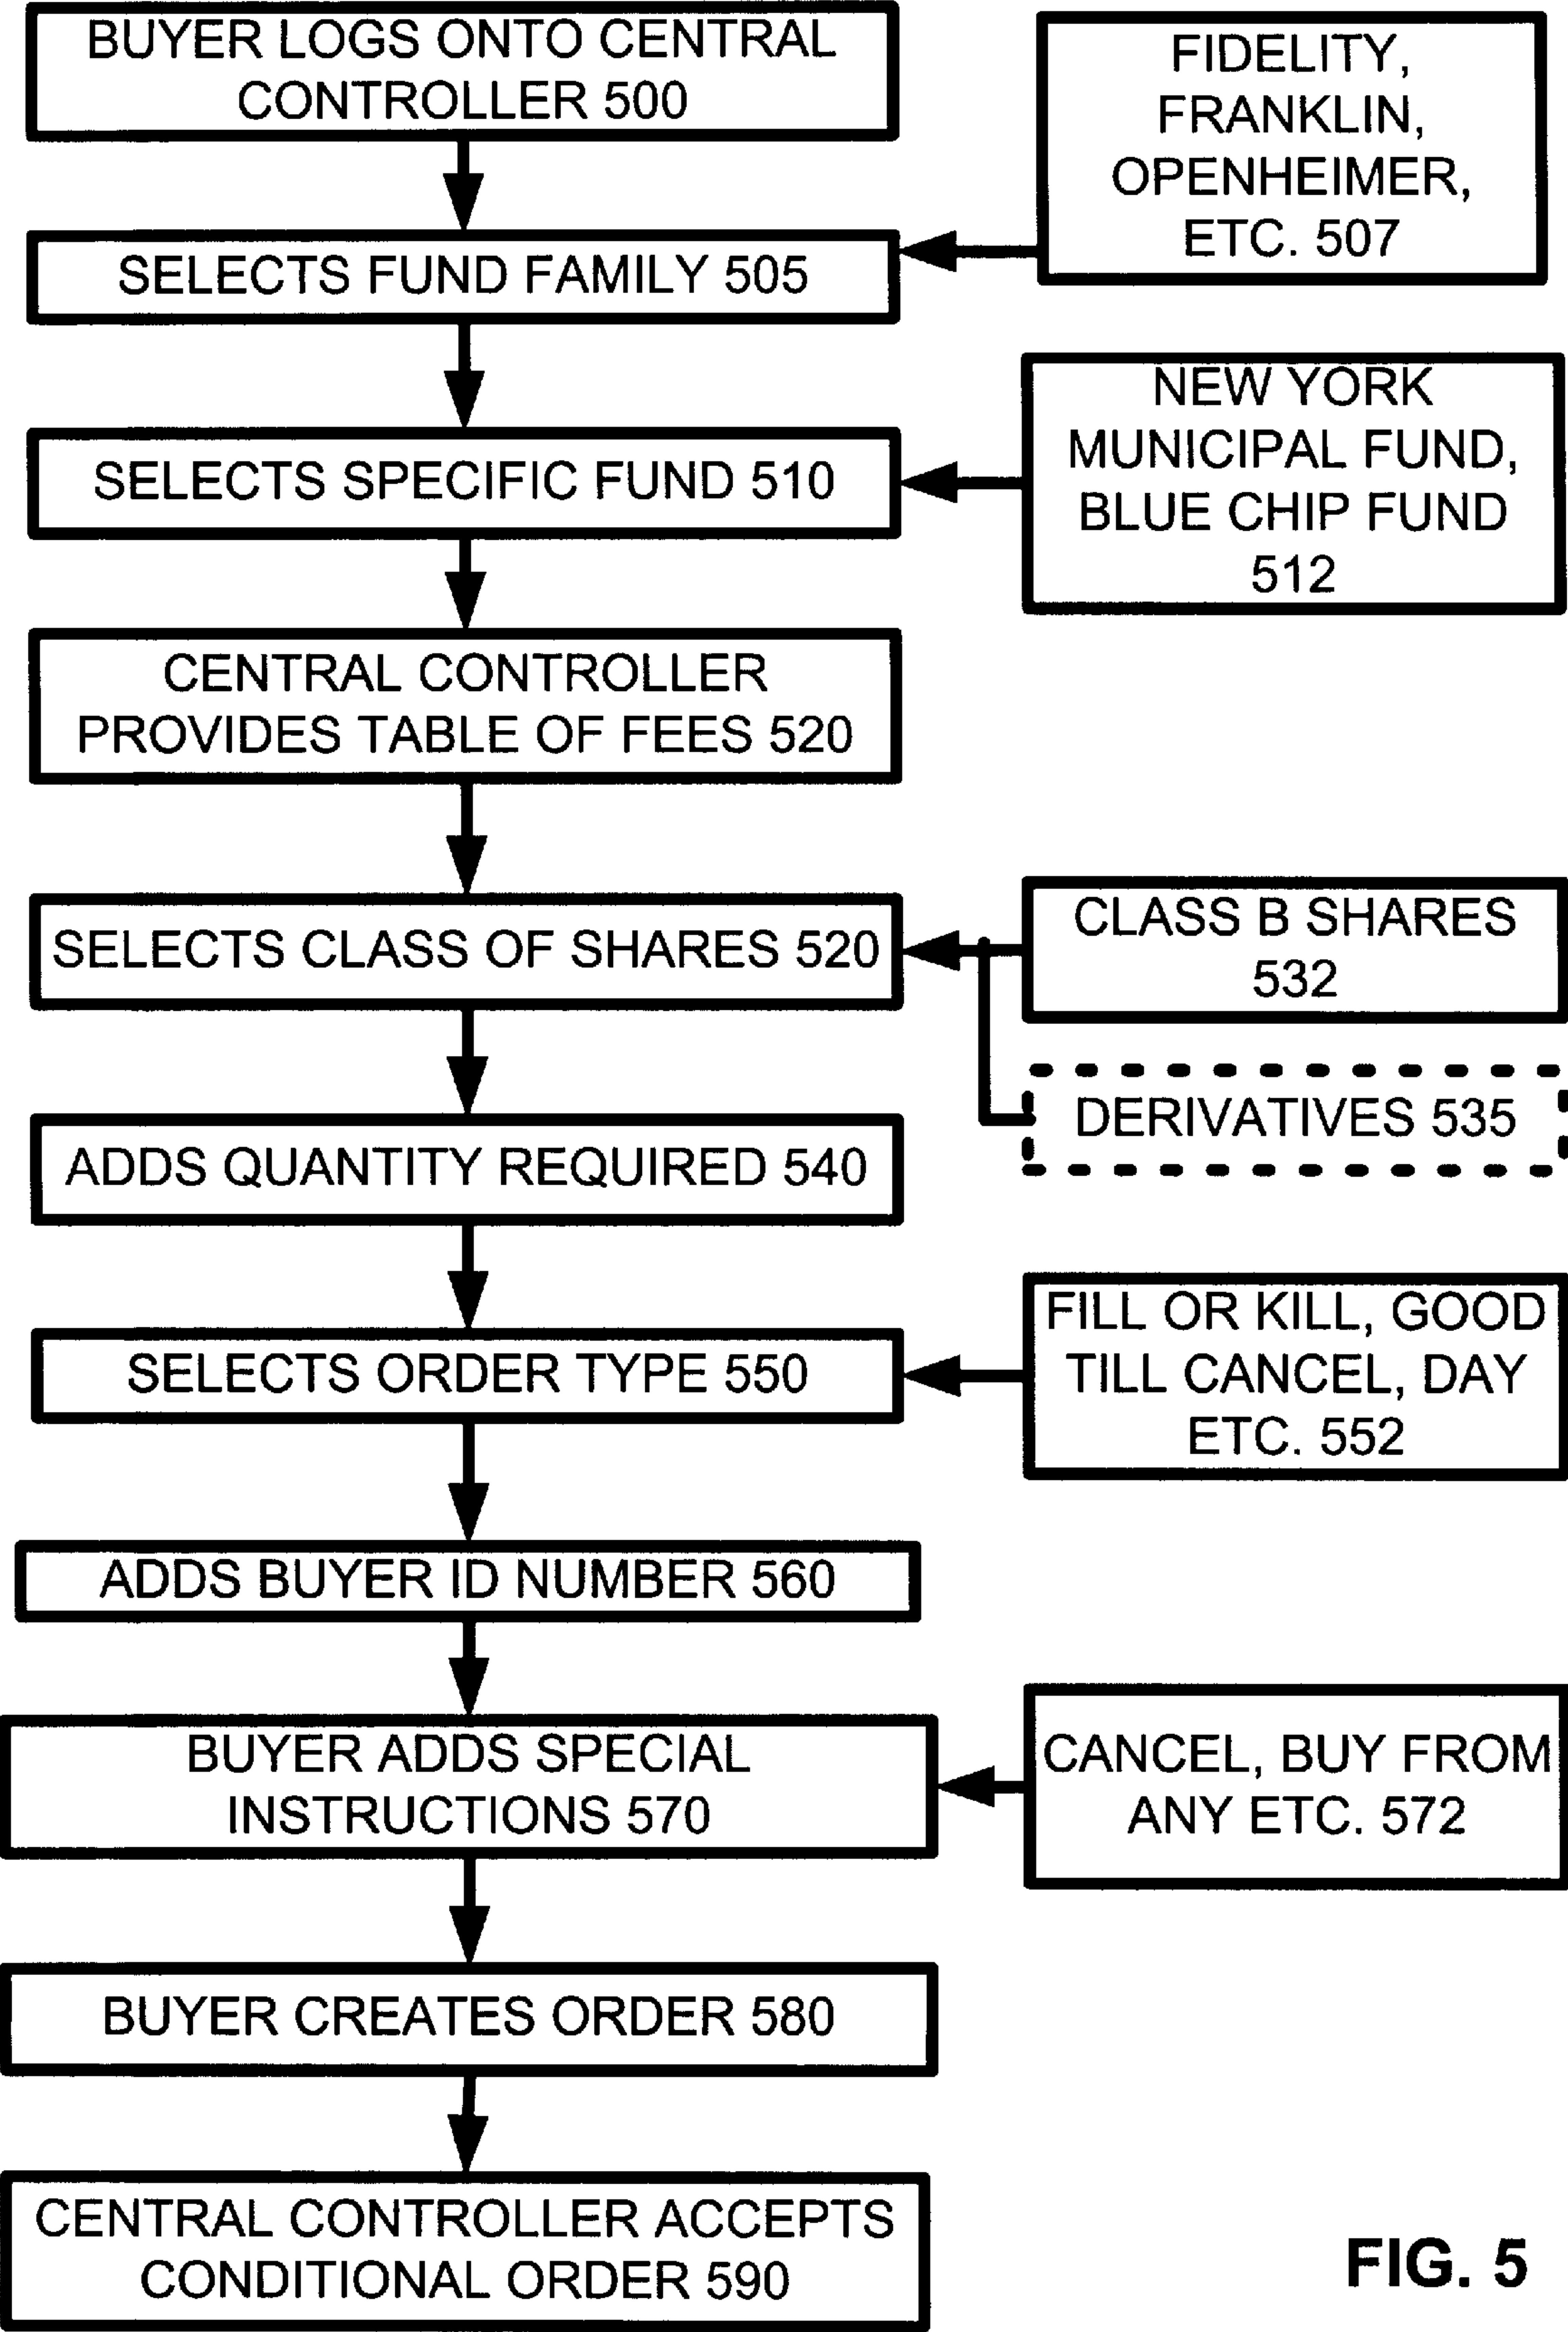 BUYER LOGS ONTO CENTRAL
CONTROLLER 500
FIDELITY,
FRANKLIN,
OPENHEIMER,
ETC. 507
SELECTS FUND FAMILY 505
NEW YORK
MUNICIPAL FUND,
BLUE CHIP FUND
512
SELECTS SPECIFIC FUND 510
CENTRAL CONTROLLER
PROVIDES TABLE OF FEES 520
SELECTS CLASS OF SHARES 520
CLASS B SHARES
532
DERIVATIVES 535
ADDS QUANTITY REQUIRED 540
SELECTS ORDER TYPE 550
FILL OR KILL, GOOD
TILL CANCEL, DAY
ETC. 552
ADDS BUYER ID NUMBER 560
BUYER ADDS SPECIAL
INSTRUCTIONS 570
CANCEL, BUY FROM
ANY ETC. 572
BUYER CREATES ORDER 580
CENTRAL CONTROLLER ACCEPTS
CONDITIONAL ORDER 590
FIG. 5